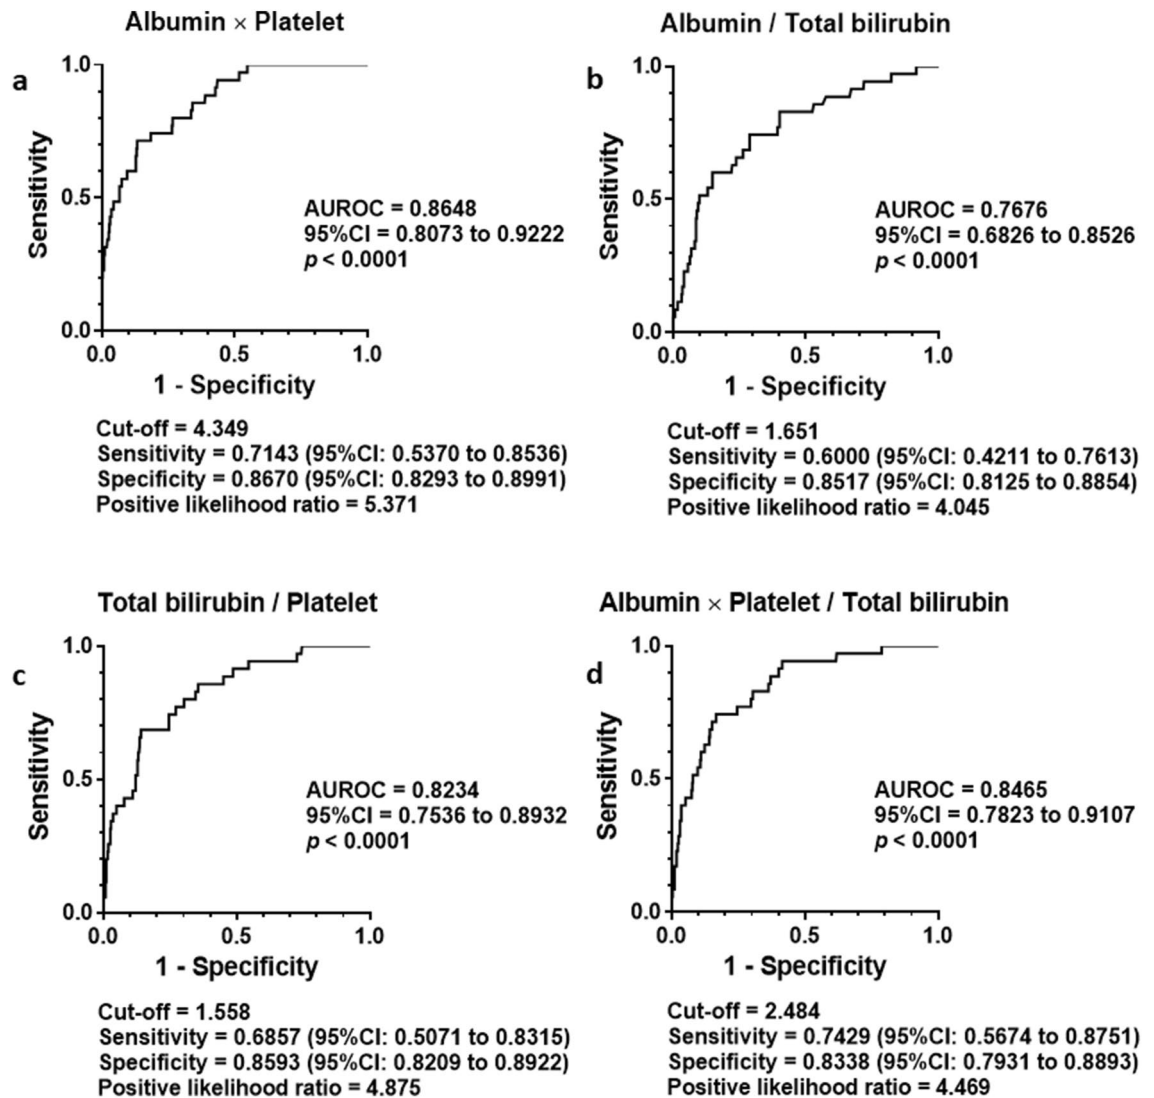 Albumin × Platelet
a
1.0
0.5
0.0
Sensitivity
AUROC = 0.8648
95%CI = 0.8073 to 0.9222
p < 0.0001
0.0 0.5 1.0
1 - Specificity
Cut-off = 4.349
Sensitivity = 0.7143 (95%CI: 0.5370 to 0.8536)
Specificity = 0.8670 (95%CI: 0.8293 to 0.8991)
Positive likelihood ratio = 5.371
Albumin / Total bilirubin
b
1.0
0.5
0.0
Sensitivity
AUROC = 0.7676
95%CI = 0.6826 to 0.8526
p < 0.0001
0.0 0.5 1.0
1 - Specificity
Cut-off = 1.651
Sensitivity = 0.6000 (95%CI: 0.4211 to 0.7613)
Specificity = 0.8517 (95%CI: 0.8125 to 0.8854)
Positive likelihood ratio = 4.045
Total bilirubin / Platelet
c
1.0
0.5
0.0
Sensitivity
AUROC = 0.8234
95%CI = 0.7536 to 0.8932
p < 0.0001
0.0 0.5 1.0
1 - Specificity
Cut-off = 1.558
Sensitivity = 0.6857 (95%CI: 0.5071 to 0.8315)
Specificity = 0.8593 (95%CI: 0.8209 to 0.8922)
Positive likelihood ratio = 4.875
Albumin × Platelet / Total bilirubin
d
1.0
0.5
0.0
Sensitivity
AUROC = 0.8465
95%CI = 0.7823 to 0.9107
p < 0.0001
0.0 0.5 1.0
1 - Specificity
Cut-off = 2.484
Sensitivity = 0.7429 (95%CI: 0.5674 to 0.8751)
Specificity = 0.8338 (95%CI: 0.7931 to 0.8893)
Positive likelihood ratio = 4.469